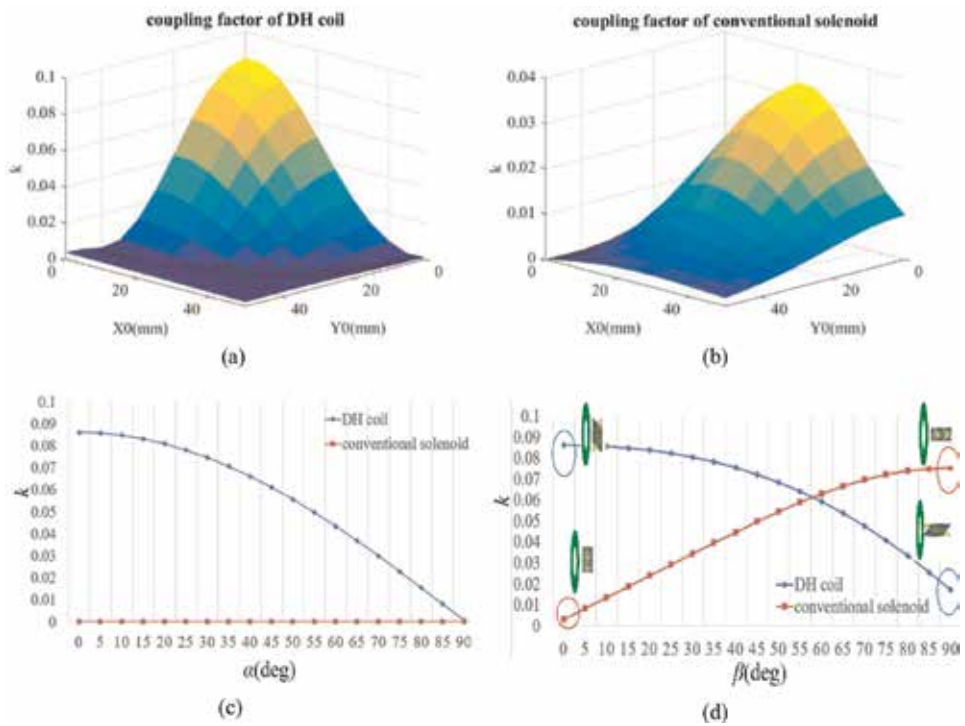 coupling factor of DH coil
0.1
0.08
0.06
0.04
0.02
0
k
0
20
40
X0(mm)
40
20
0
Y0(mm)
(a)
coupling factor of conventional solenoid
0.04
0.03
0.02
0.01
0
k
0
20
40
X0(mm)
40
20
0
Y0(mm)
(b)
0.1
0.09
0.08
0.07
0.06
0.05
0.04
0.03
0.02
0.01
0
k
DH coil
conventional solenoid
0 5 10 15 20 25 30 35 40 45 50 55 60 65 70 75 80 85 90
α(deg)
(c)
0.1
0.09
0.08
0.07
0.06
0.05
0.04
0.03
0.02
0.01
0
k
DH coil
conventional solenoid
0 5 10 15 20 25 30 35 40 45 50 55 60 65 70 75 80 85 90
β(deg)
(d)